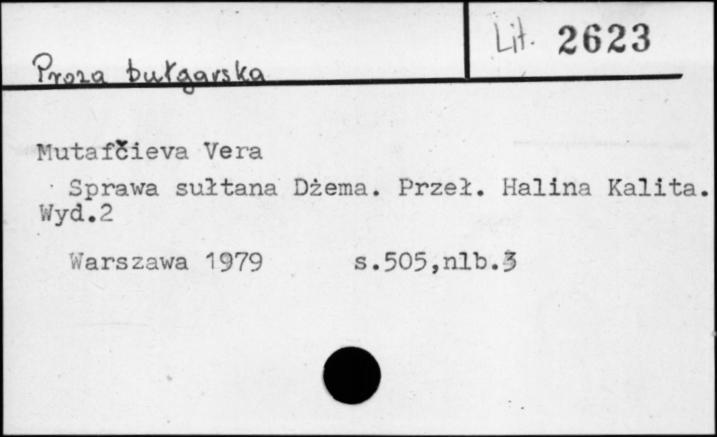 Proza bułgarska
Lit. 2623
Mutafčieva Vera
Sprawa sułtana Dżema. Przeł. Halina Kalita.
Wyd.2
Warszawa 1979 s.505,nlb.3